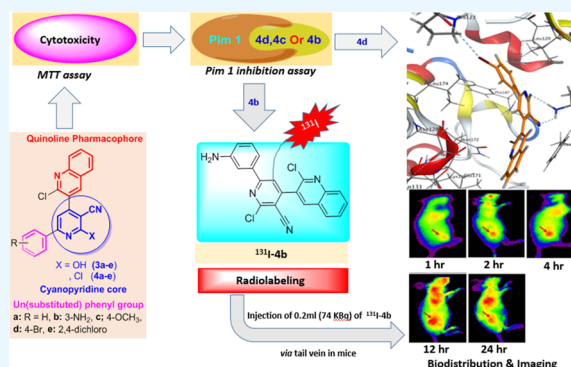 Cytotoxicity
MTT assay
Pim 1
4d,4c Or 4b
Pim 1 inhibition assay
4d
4b
Quinoline Pharmacophore
N
Cl
CN
R
N
X
X = OH (3a-e)
, Cl (4a-e)
Cyanopyridine core
Un(substituted) phenyl group
a: R = H, b: 3-NH₂, c; 4-OCH₃,
d: 4-Br, e: 2,4-dichloro
¹³¹I
H₂N
Cl
N
N
Cl
CN
¹³¹I-4b
Radiolabeling
Injection of 0.2ml (74 KBq) of ¹³¹I-4b
via tail vein in mice
1 hr
2 hr
4 hr
12 hr
24 hr
Biodistribution & Imaging